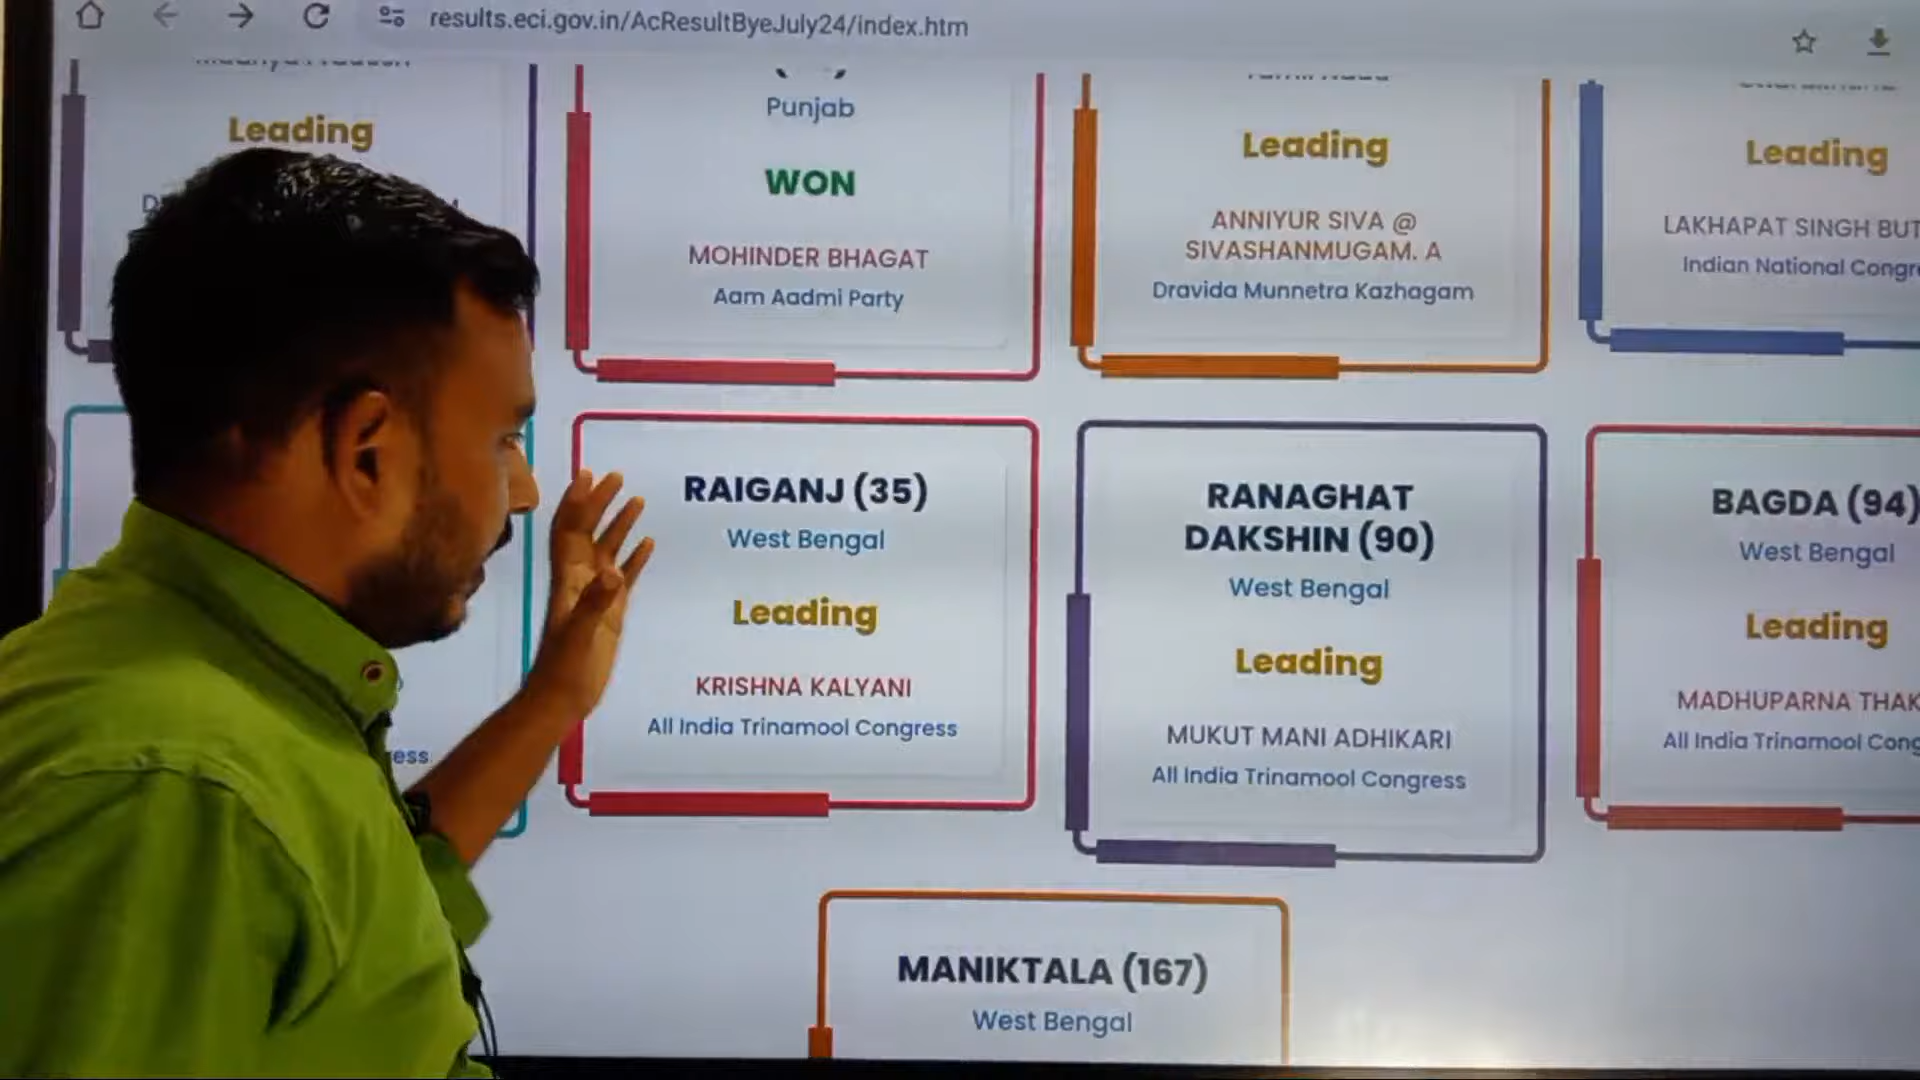 results.eci.gov.in/AcResultByeJuly24/index.htm
Leading
Punjab
WON
MOHINDER BHAGAT
Aam Aadmi Party
Leading
ANNIYUR SIVA @
SIVASHANMUGAM. A
Dravida Munnetra Kazhagam
Leading
LAKHAPAT SINGH BUT
Indian National Congre
ess
RAIGANJ (35)
West Bengal
Leading
KRISHNA KALYANI
All India Trinamool Congress
RANAGHAT
DAKSHIN (90)
West Bengal
Leading
MUKUT MANI ADHIKARI
All India Trinamool Congress
BAGDA (94)
West Bengal
Leading
MADHUPARNA THAK
All India Trinamool Cong
MANIKTALA (167)
West Bengal